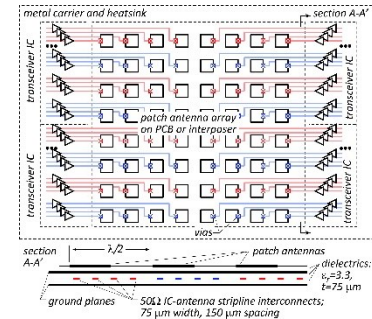 metal carrier and heatsink
section A-A'
transceiver IC
transceiver IC
patch antenna array
on PCB or interposer
transceiver IC
transceiver IC
vias
section
A-A'
λ/2
patch antennas
dielectrics:
εr=3.3,
t=75 μm
ground planes
50Ω IC-antenna stripline interconnects;
75 μm width, 150 μm spacing